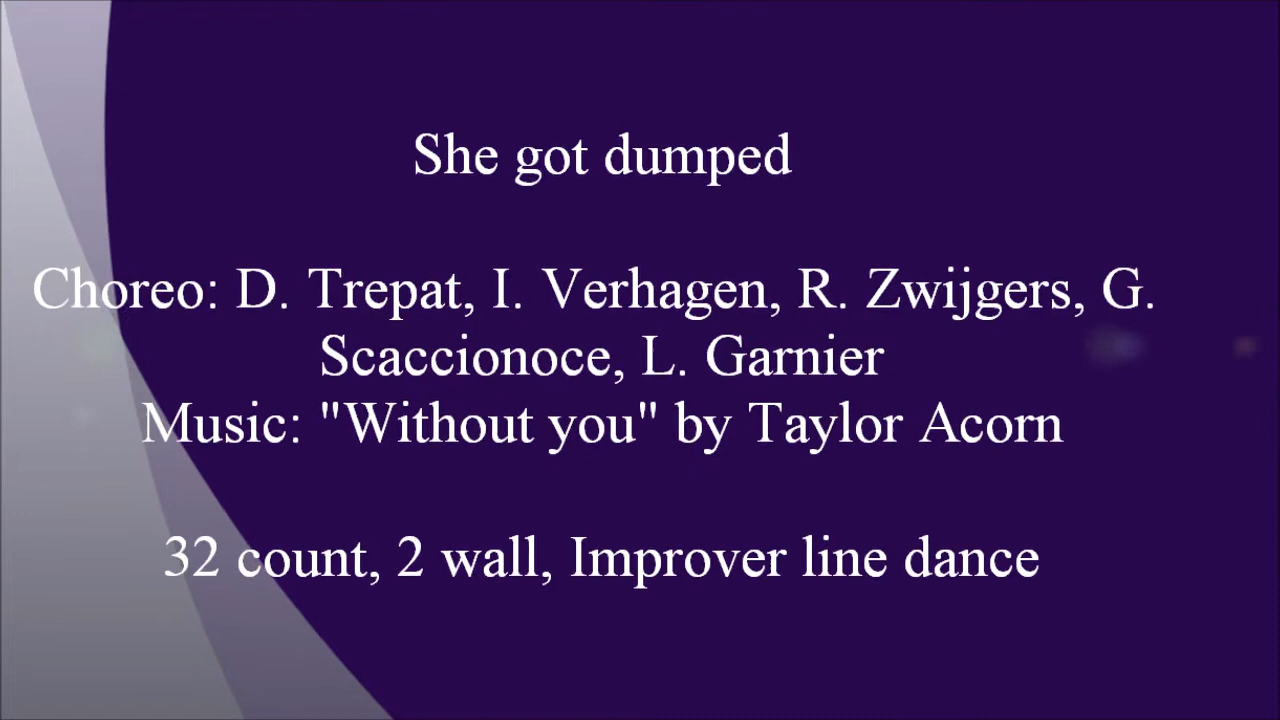 She got dumped
Choreo: D. Trepat, I. Verhagen, R. Zwijgers, G.
Scaccionoce, L. Garnier
Music: "Without you" by Taylor Acorn
32 count, 2 wall, Improver line dance